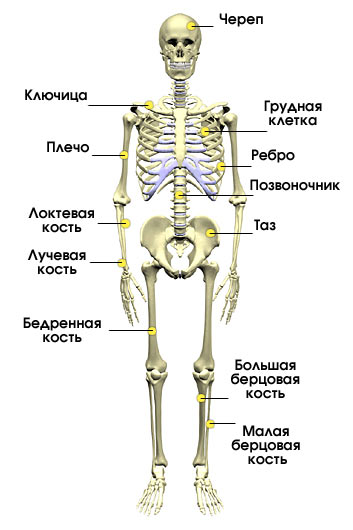 Череп
Ключица
Грудная
клетка
Плечо
Ребро
Позвоночник
Локтевая
кость
Таз
Лучевая
кость
Бедренная
кость
Большая
берцовая
кость
Малая
берцовая
кость